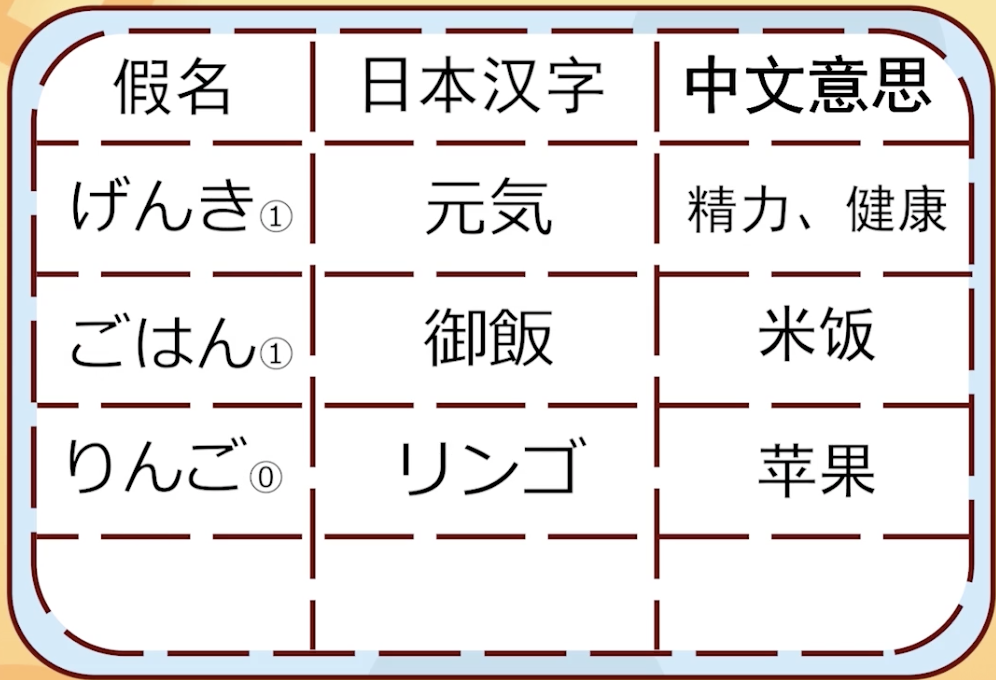 假名 日本汉字 中文意思
げんき① 元気 精力、健康
ごはん① 御飯 米饭
りんご⓪ リンゴ 苹果